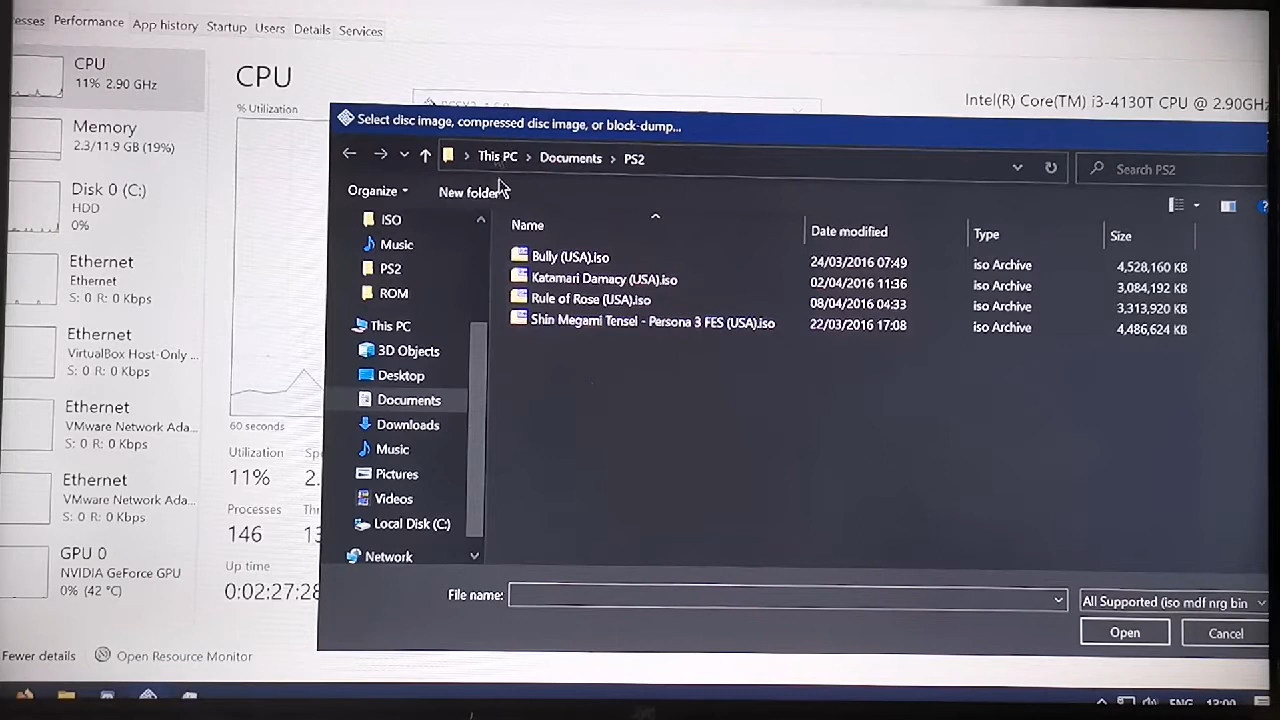 esses Performance App history Startup Users Details Services
CPU
11% 2.90 GHz
Memory
2.3/11.9 GB (19%)
Disk 0 (C:)
HDD
0%
Ethernet
Ethernet
S: 0 R: 0 Kbps
Ethernet
VirtualBox Host-Only ...
S: 0 R: 0 Kbps
Ethernet
VMware Network Ada...
S: 0 R: 0 Kbps
Ethernet
VMware Network Ada...
S: 0 R: 0 Kbps
GPU 0
NVIDIA GeForce GPU
0% (42 °C)
CPU
Intel(R) Core(TM) i3-4130T CPU @ 2.90GHz
% Utilization
60 seconds
Utilization Sp
11% 2.
Processes Thr
146 13
Up time
0:02:27:28
Fewer details Open Resource Monitor
Select disc image, compressed disc image, or block-dump...
This PC > Documents > PS2
Search PS2
Organize New folder
ISO
Music
PS2
ROM
This PC
3D Objects
Desktop
Documents
Downloads
Music
Pictures
Videos
Local Disk (C:)
Network
Name Date modified Type Size
Bully (USA).iso 24/03/2016 07:49 iso Archive 4,528,160 KB
Katamari Damacy (USA).iso 02/04/2016 11:36 iso Archive 3,084,192 KB
Rule of Rose (USA).iso 08/04/2016 04:33 iso Archive 3,313,920 KB
Shin Megami Tensei - Persona 3 FES (USA).iso 22/03/2016 17:08 iso Archive 4,486,624 KB
File name:
All Supported (iso mdf nrg bin
Open Cancel
ENG